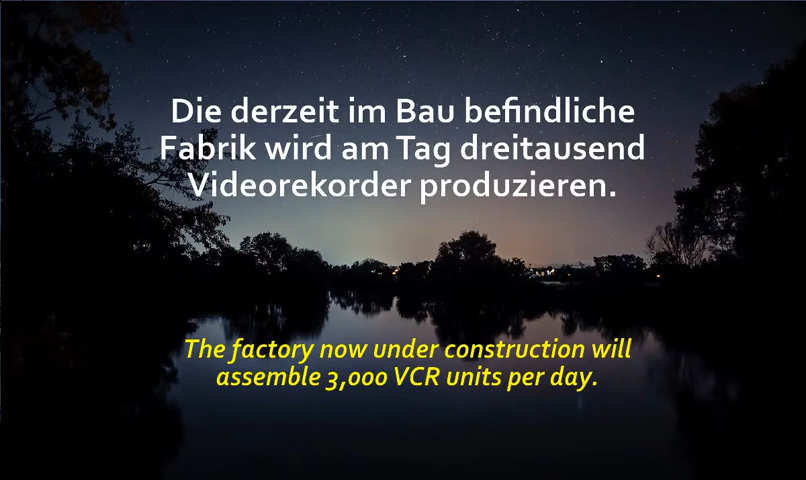 Die derzeit im Bau befindliche
Fabrik wird am Tag dreitausend
Videorekorder produzieren.
The factory now under construction will
assemble 3,000 VCR units per day.